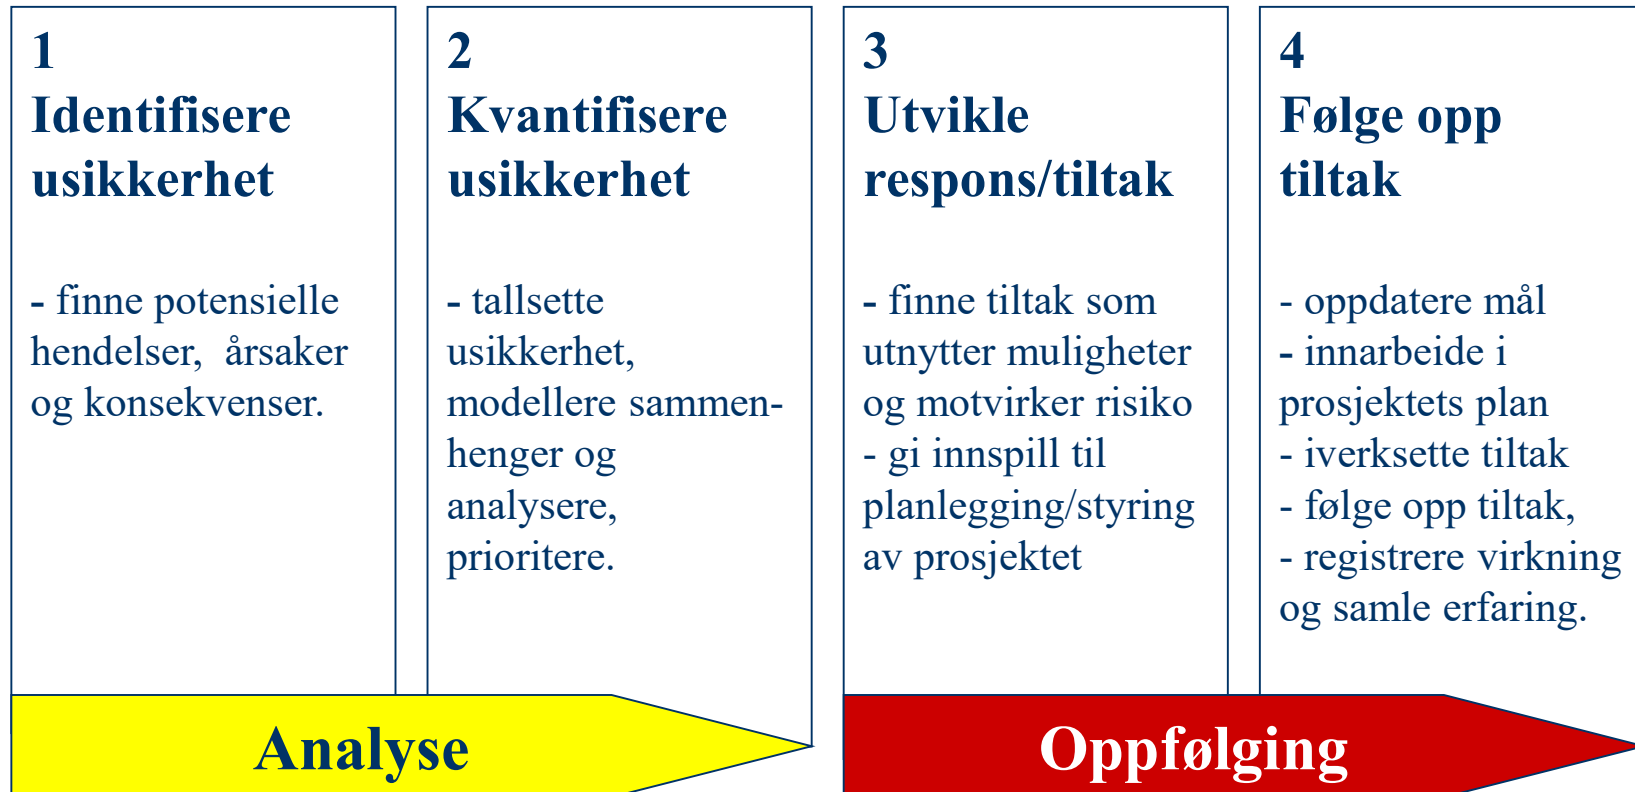 1
Identifisere
usikkerhet
- finne potensielle
hendelser, årsaker
og konsekvenser.
2
Kvantifisere
usikkerhet
- tallsette
usikkerhet,
modellere sammen-
henger og
analysere,
prioritere.
3
Utvikle
respons/tiltak
- finne tiltak som
utnytter muligheter
og motvirker risiko
- gi innspill til
planlegging/styring
av prosjektet
4
Følge opp
tiltak
- oppdatere mål
- innarbeide i
prosjektets plan
- iverksette tiltak
- følge opp tiltak,
- registrere virkning
og samle erfaring.
Analyse
Oppfølging